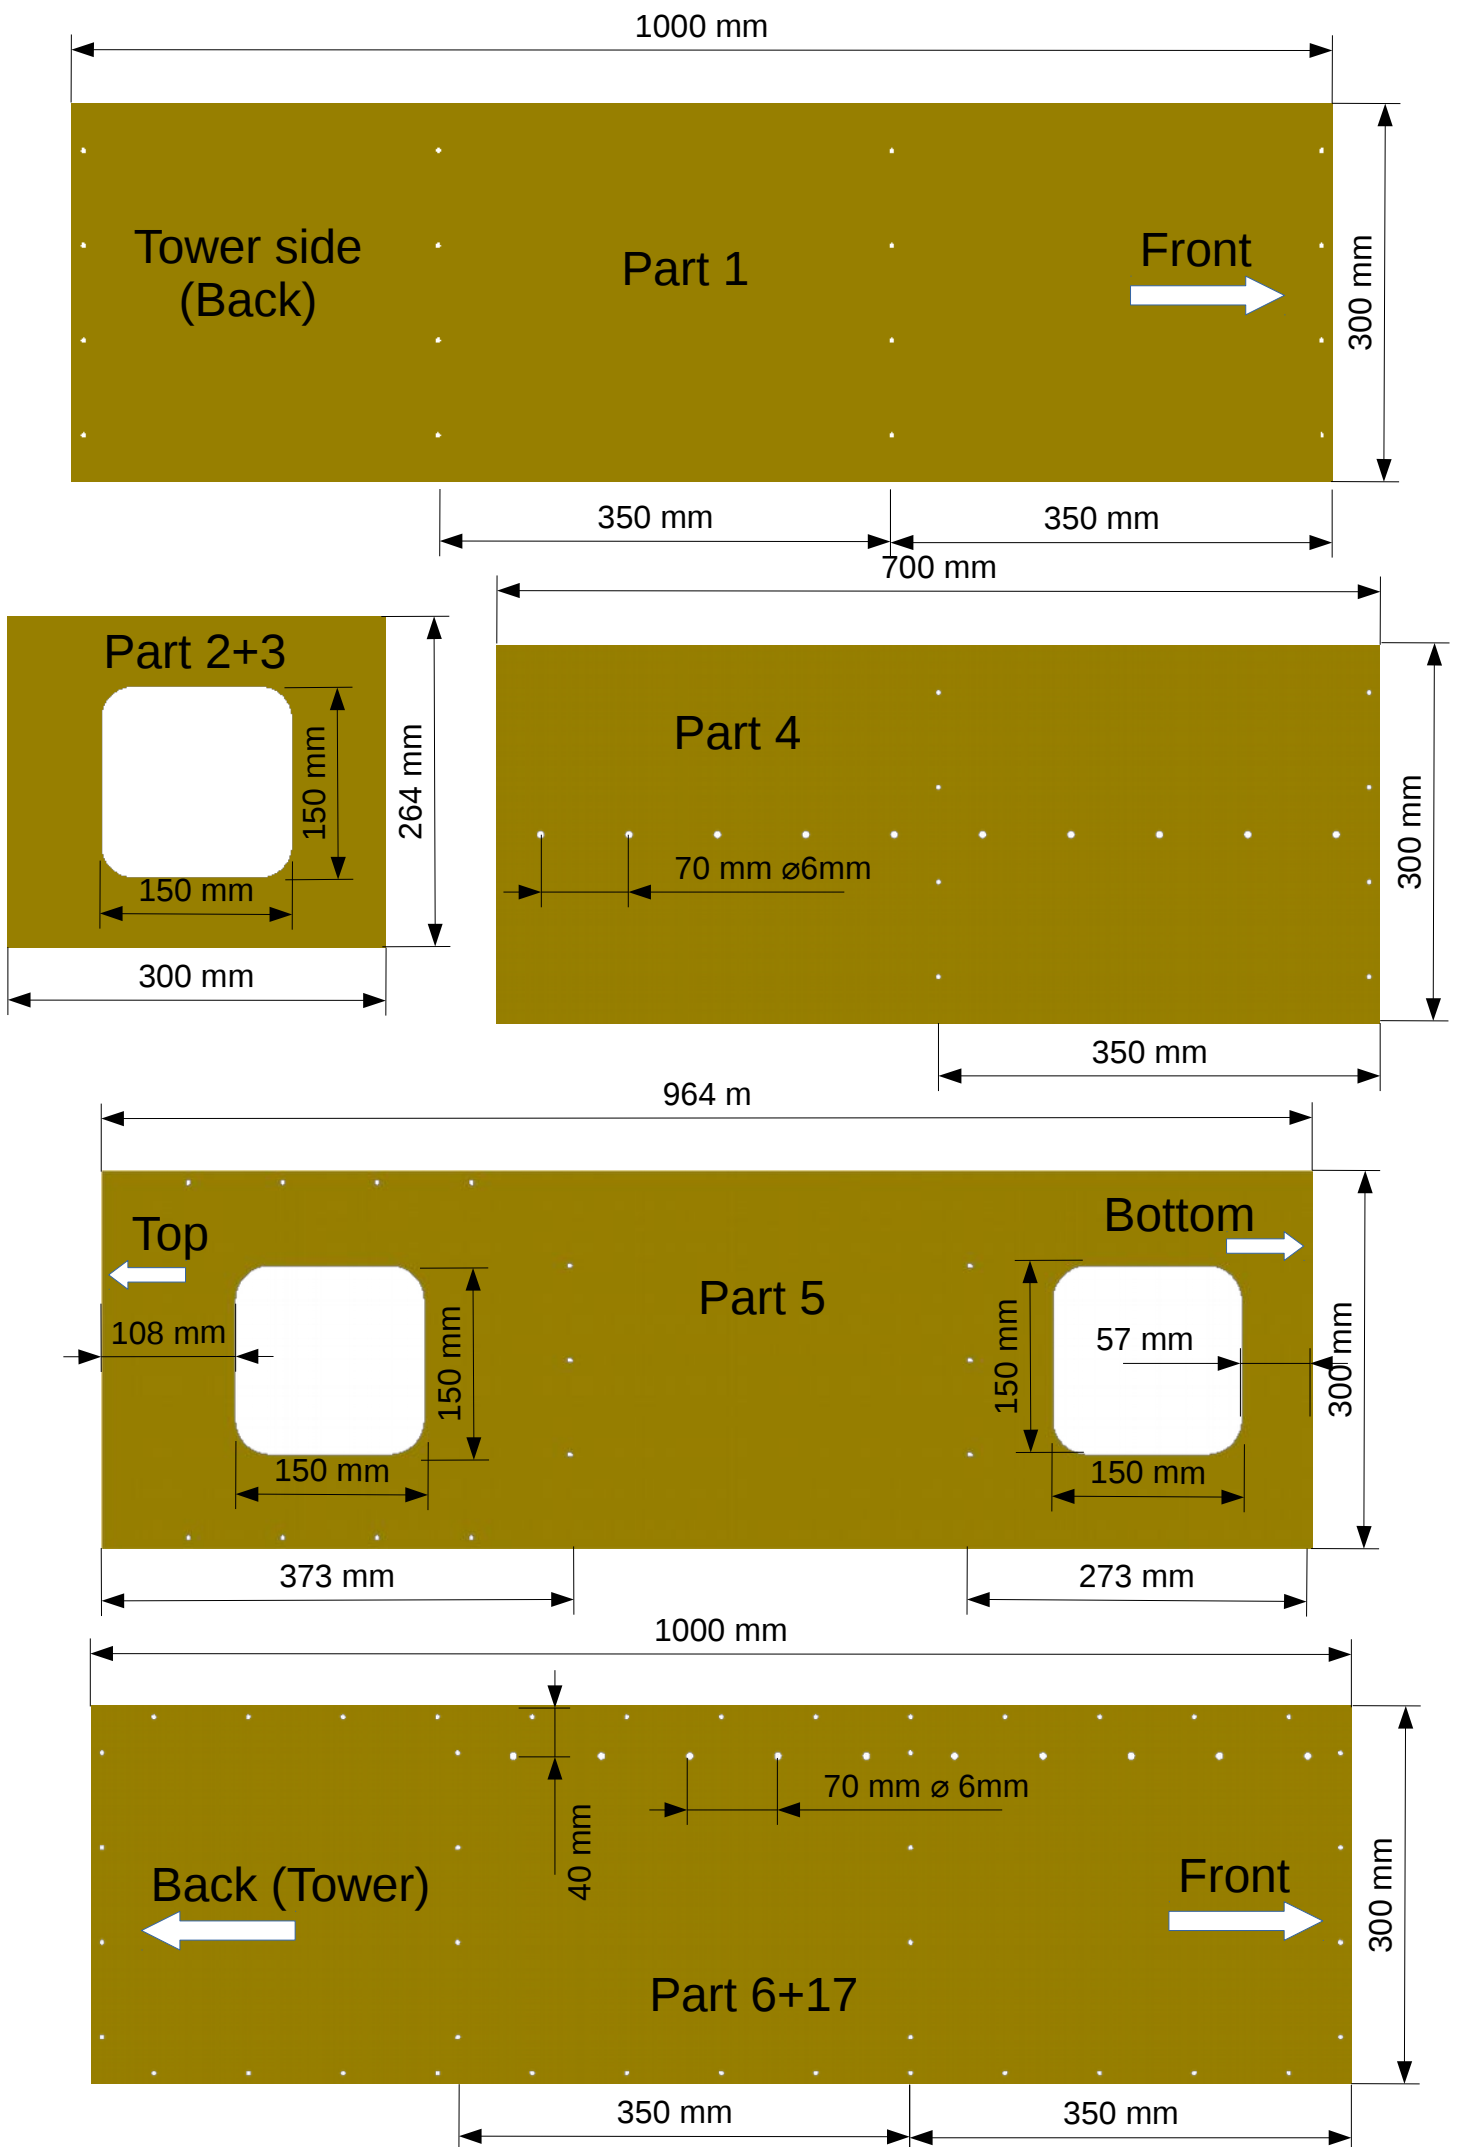 1000 mm
Tower side
(Back)
Part 1
Front
300 mm
350 mm
350 mm
700 mm
Part 2+3
150 mm
264 mm
150 mm
300 mm
Part 4
70 mm ⌀6mm
300 mm
350 mm
964 m
Top
Bottom
Part 5
108 mm
150 mm
150 mm
57 mm
300 mm
150 mm
150 mm
373 mm
273 mm
1000 mm
70 mm ⌀ 6mm
40 mm
Back (Tower)
Front
300 mm
Part 6+17
350 mm
350 mm